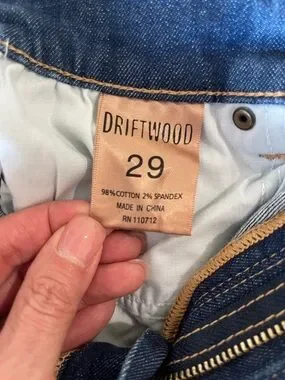 DRIFTWOOD
29
98% COTTON 2% SPANDEX
MADE IN CHINA
RN 110712